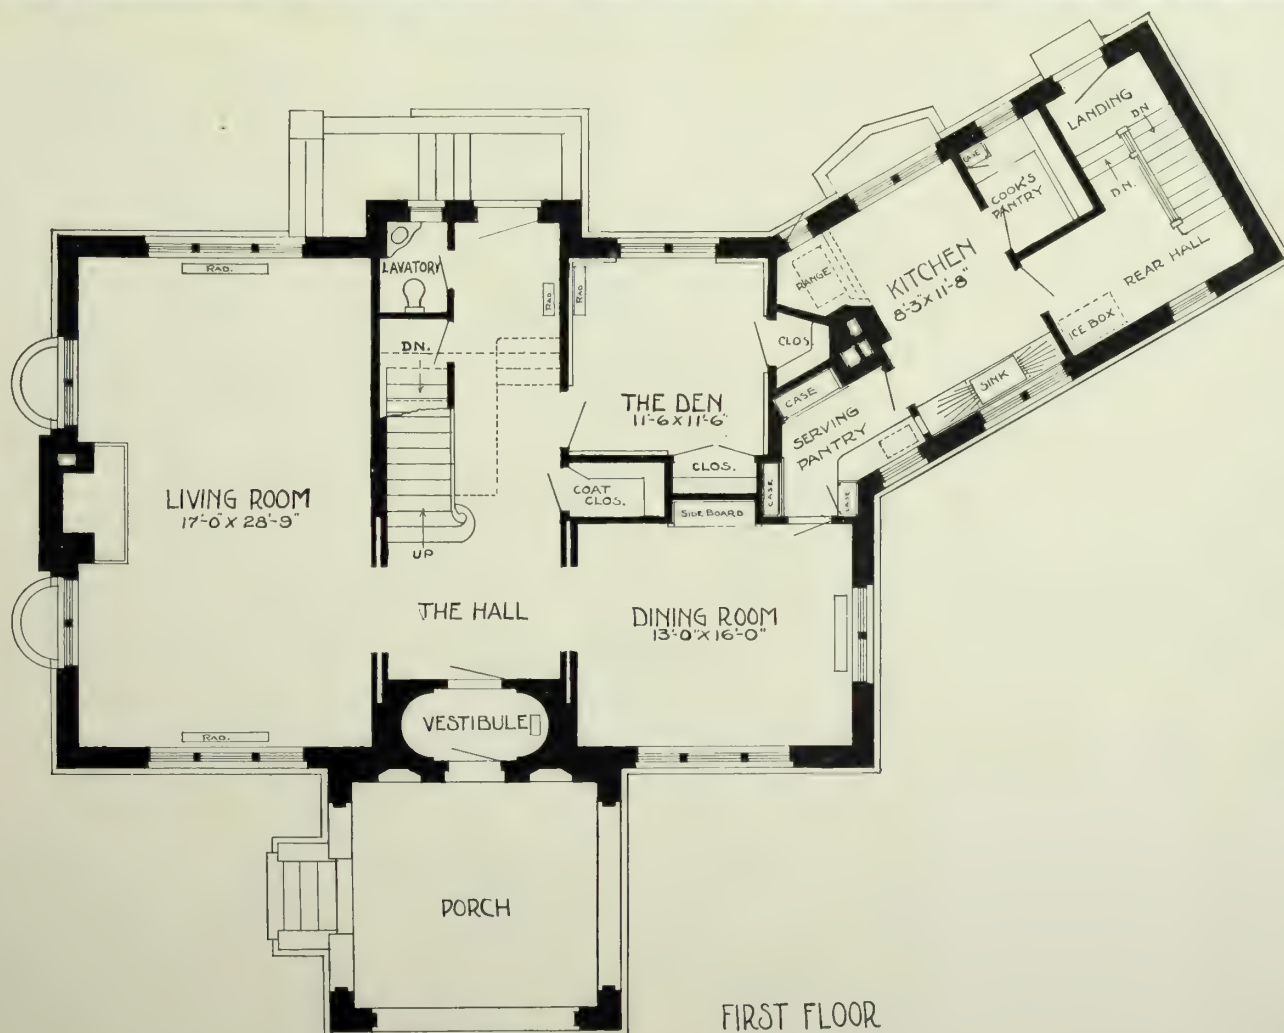 LANDING
DN
CASE
COOK'S
PANTRY
DN.
REAR HALL
RAD.
LAVATORY
RAD.
RAD.
RANGE
KITCHEN
8'-3" X 11'-8"
ICE BOX
DN.
CLOS.
CASE
SINK
THE DEN
11'-6 X 11'-6"
SERVING
PANTRY
LIVING ROOM
17'-0" X 28'-9"
COAT
CLOS.
CLOS.
CASE
CASE
SIDE BOARD
UP
THE HALL
DINING ROOM
13'-0" X 16'-0"
VESTIBULE
RAD.
PORCH
FIRST FLOOR